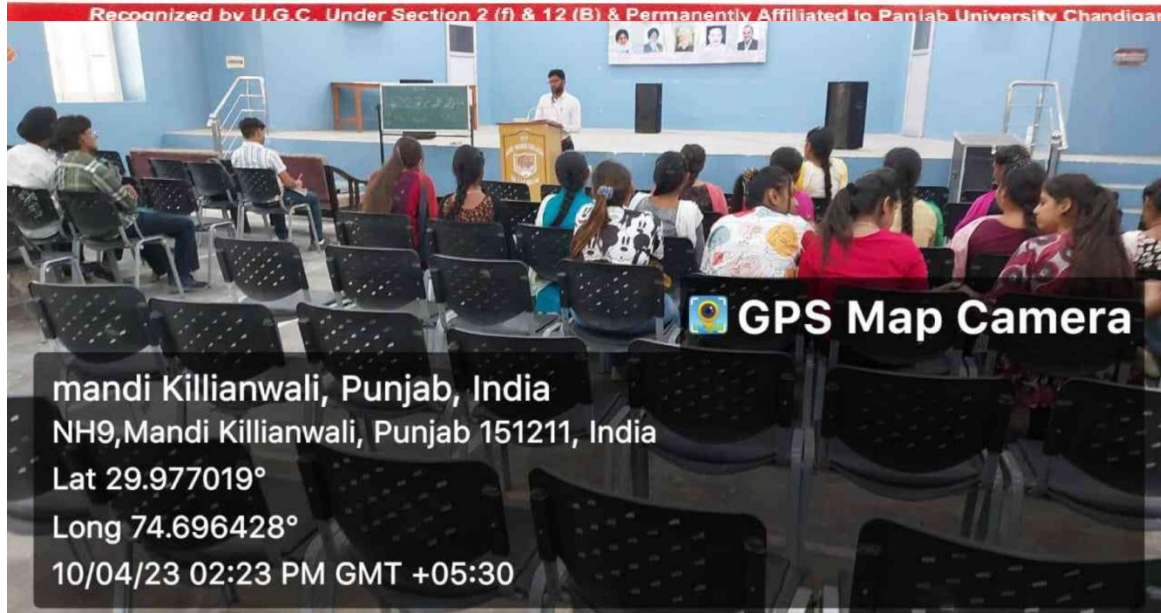 Recognized by U.G.C. Under Section 2 (f) & 12 (B) & Permanently Affiliated to Panjab University Chandigar
GPS Map Camera
mandi Killianwali, Punjab, India
NH9,Mandi Killianwali, Punjab 151211, India
Lat 29.977019°
Long 74.696428°
10/04/23 02:23 PM GMT +05:30